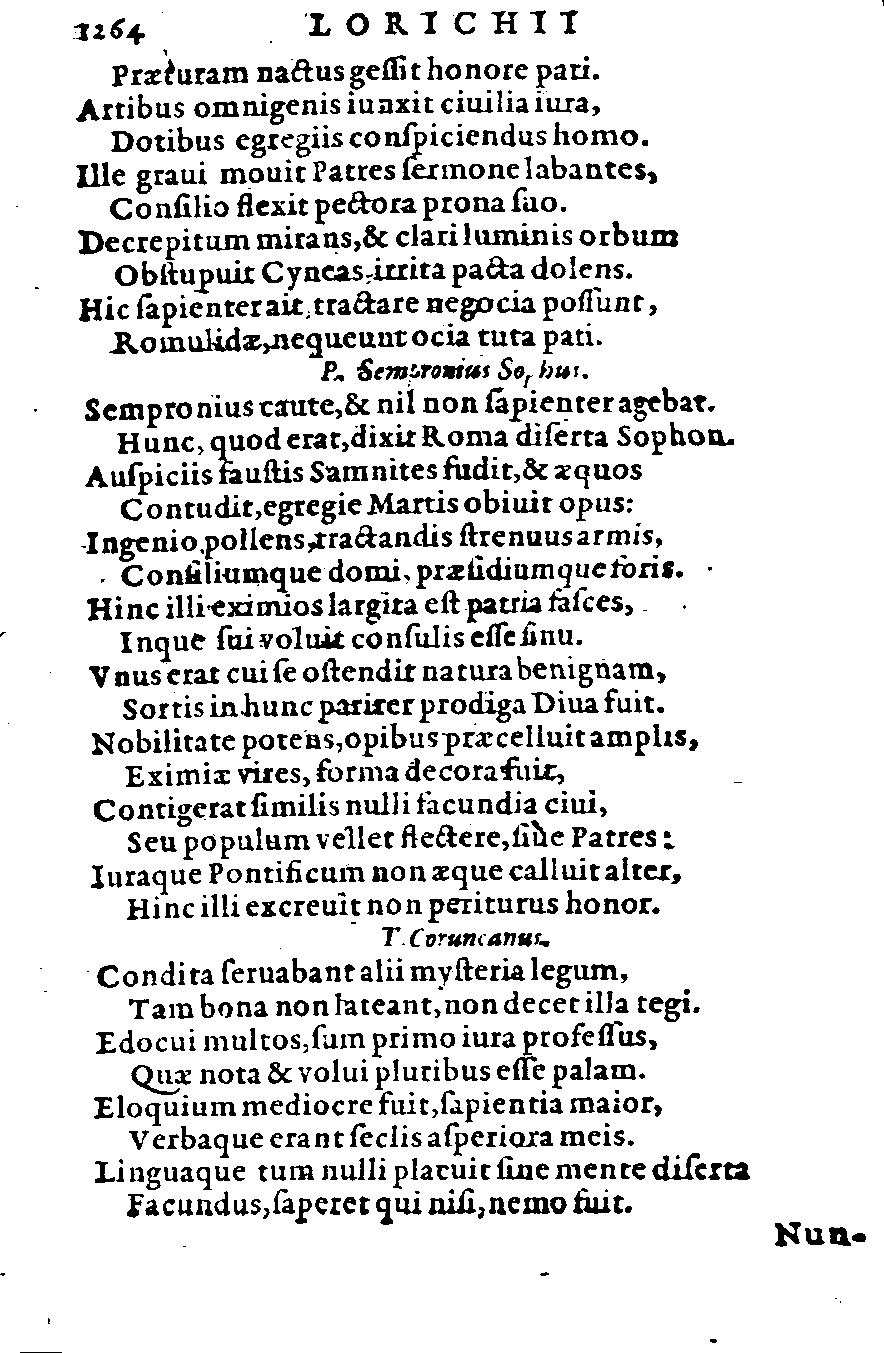 1264 LORICHII
Præturam nactus gessit honore pari.
Artibus omnigenis iunxit ciuilia iura,
Dotibus egregiis conspiciendus homo.
Ille graui mouit Patres sermone labantes,
Consilio flexit pectora prona suo.
Decrepitum mirans, & clari luminis orbum
Obstupuit Cyneas, irrita pacta dolens.
Hic sapienter ait, tractare negocia possunt,
Romulidæ, nequeunt ocia tuta pati.
P. Sempronius Sophus.
Sempronius caute, & nil non sapienter agebat.
Hunc, quod erat, dixit Roma diserta Sophon.
Auspiciis faustis Samnites fudit, & æquos
Contudit, egregie Martis obiuit opus:
Ingenio pollens, tractandis strenuus armis,
Consiliumque domi, præsidiumque foris.
Hinc illi eximios largita est patria fasces,
Inque sui voluit consulis esse sinu.
Vnus erat cui se ostendit natura benignam,
Sortis in hunc pariter prodiga Diua fuit.
Nobilitate potens, opibus præcelluit amplis,
Eximiæ vires, forma decora fuit,
Contigerat similis nulli facundia ciui,
Seu populum vellet flectere, siue Patres:
Iuraque Pontificum non æque calluit alter,
Hinc illi excreuit non periturus honor.
T. Coruncanus.
Condita seruabant alii mysteria legum,
Tam bona non lateant, non decet illa tegi.
Edocui multos, sum primo iura professus,
Quæ nota & volui pluribus esse palam.
Eloquium mediocre fuit, sapientia maior,
Verbaque erant seclis asperiora meis.
Linguaque tum nulli placuit sine mente diserta
Facundus, saperet qui nisi, nemo fuit.
Nun-